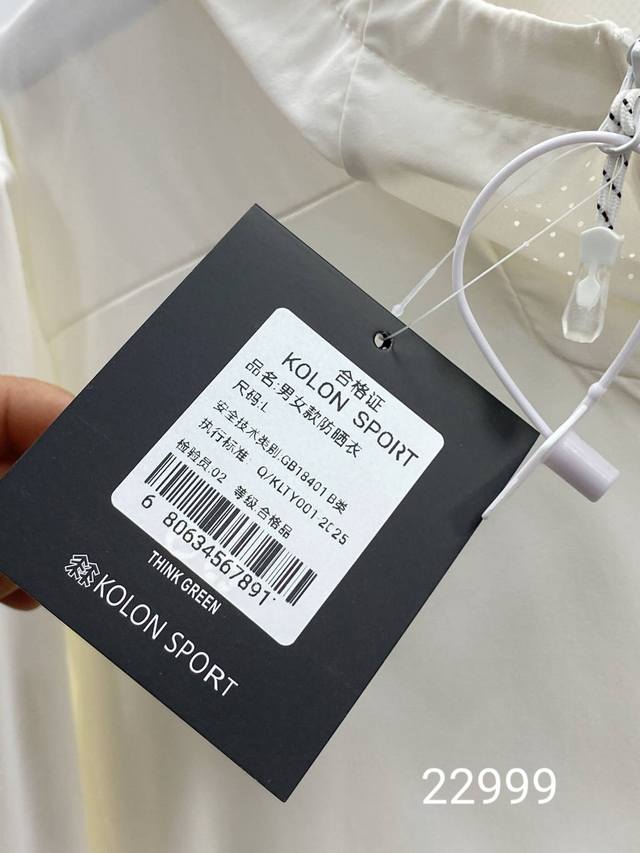 合格证
KOLON SPORT
品名:男女款防晒衣
尺码:L
安全技术类别:GB18401 B类
执行标准: Q/KLTY001-2025
检验员:02 等级:合格品
6 80634567891
THINK GREEN
KOLON SPORT
22999